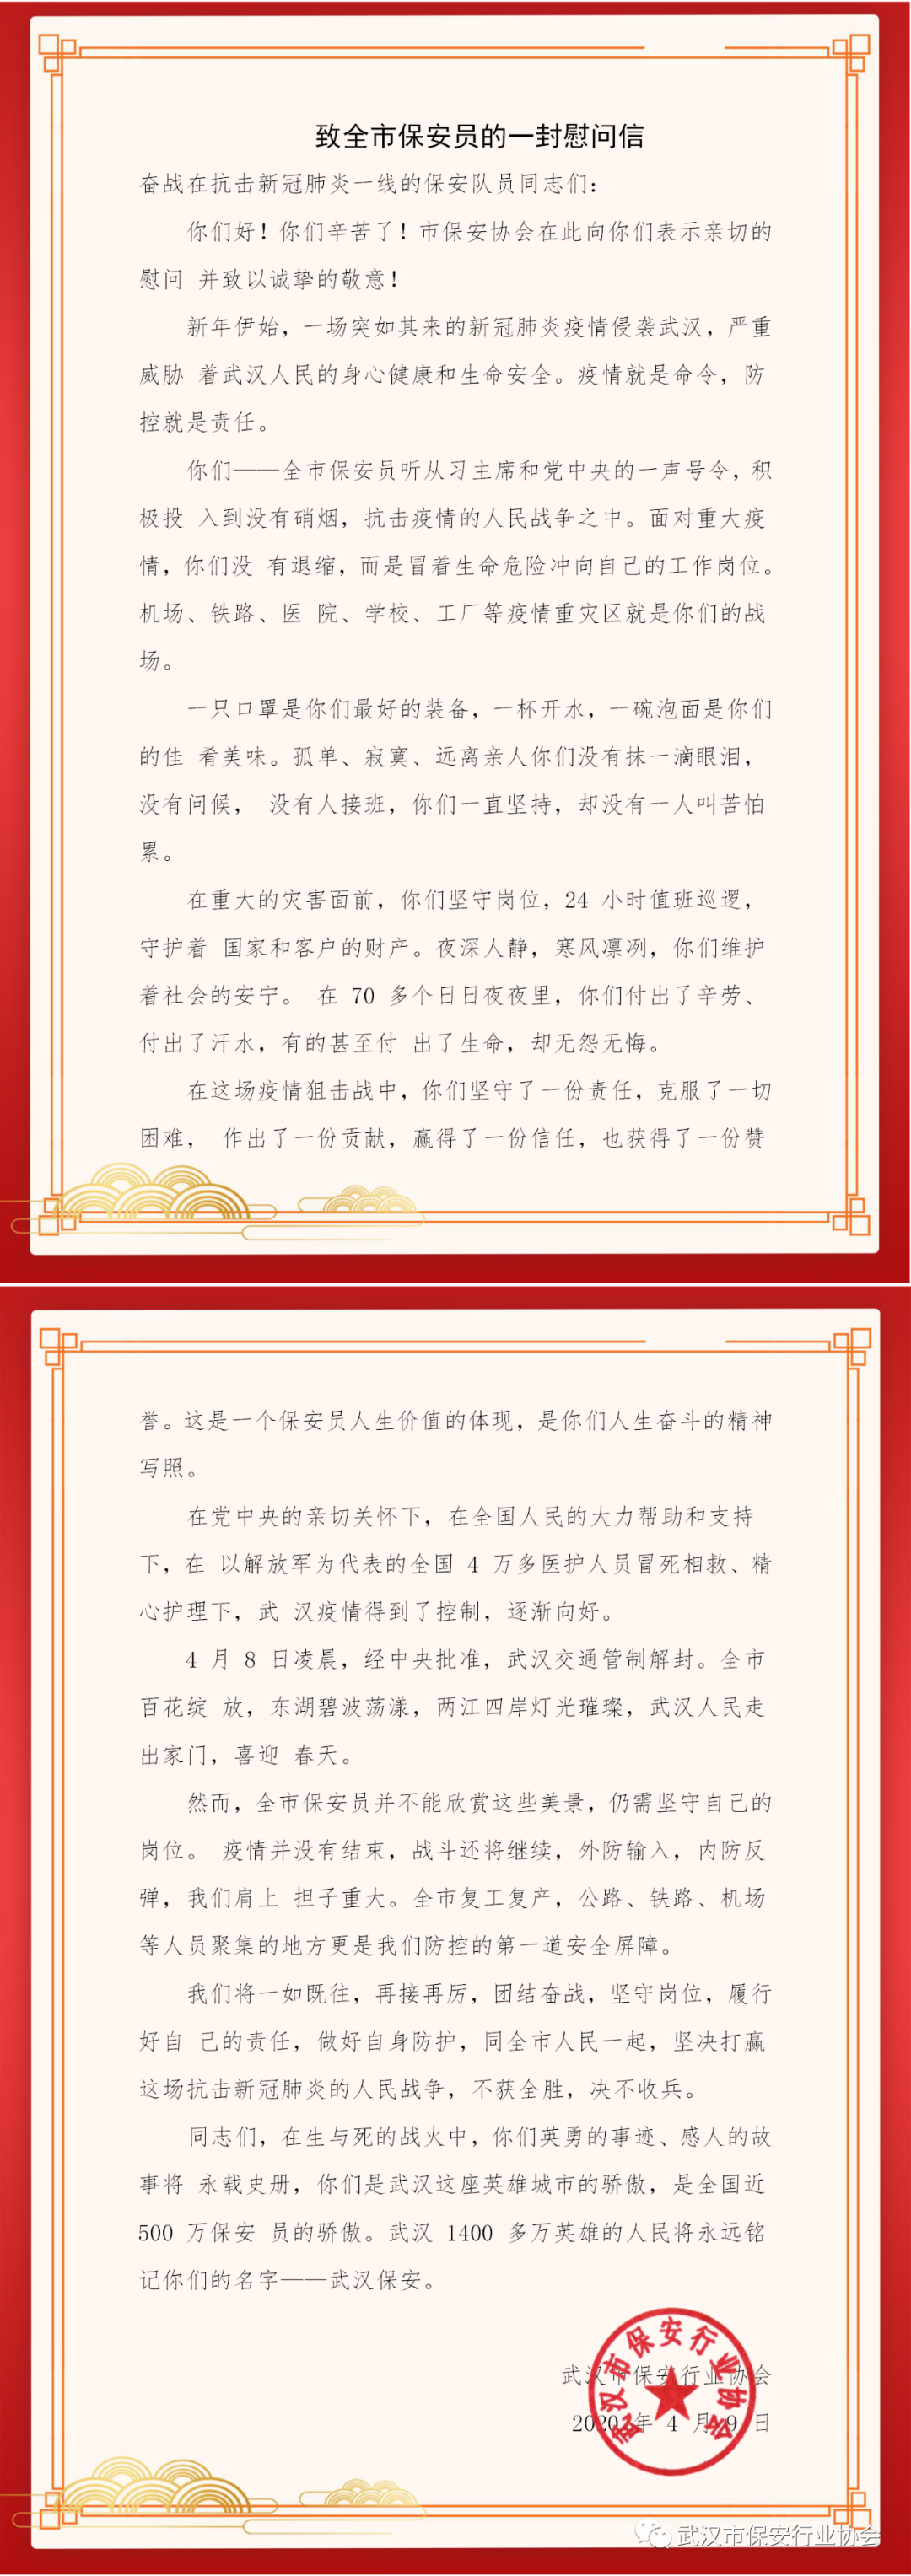 致全市保安员的一封慰问信
奋战在抗击新冠肺炎一线的保安队员同志们：
你们好！你们辛苦了！市保安协会在此向你们表示亲切的
慰问 并致以诚挚的敬意！
新年伊始，一场突如其来的新冠肺炎疫情侵袭武汉，严重
威胁 着武汉人民的身心健康和生命安全。疫情就是命令，防
控就是责任。
你们——全市保安员听从习主席和党中央的一声号令，积
极投 入到没有硝烟，抗击疫情的人民战争之中。面对重大疫
情，你们没 有退缩，而是冒着生命危险冲向自己的工作岗位。
机场、铁路、医 院、学校、工厂等疫情重灾区就是你们的战
场。
一只口罩是你们最好的装备，一杯开水，一碗泡面是你们
的佳 肴美味。孤单、寂寞、远离亲人你们没有抹一滴眼泪，
没有问候， 没有人接班，你们一直坚持，却没有一人叫苦怕
累。
在重大的灾害面前，你们坚守岗位，24 小时值班巡逻，
守护着 国家和客户的财产。夜深人静，寒风凛冽，你们维护
着社会的安宁。 在 70 多个日日夜夜里，你们付出了辛劳、
付出了汗水，有的甚至付 出了生命，却无怨无悔。
在这场疫情狙击战中，你们坚守了一份责任，克服了一切
困难， 作出了一份贡献，赢得了一份信任，也获得了一份赞
誉。这是一个保安员人生价值的体现，是你们人生奋斗的精神
写照。
在党中央的亲切关怀下，在全国人民的大力帮助和支持
下，在 以解放军为代表的全国 4 万多医护人员冒死相救、精
心护理下，武 汉疫情得到了控制，逐渐向好。
4 月 8 日凌晨，经中央批准，武汉交通管制解封。全市
百花绽 放，东湖碧波荡漾，两江四岸灯光璀璨，武汉人民走
出家门，喜迎 春天。
然而，全市保安员并不能欣赏这些美景，仍需坚守自己的
岗位。 疫情并没有结束，战斗还将继续，外防输入，内防反
弹，我们肩上 担子重大。全市复工复产，公路、铁路、机场
等人员聚集的地方更是我们防控的第一道安全屏障。
我们将一如既往，再接再厉，团结奋战，坚守岗位，履行
好自 己的责任，做好自身防护，同全市人民一起，坚决打赢
这场抗击新冠肺炎的人民战争，不获全胜，决不收兵。
同志们，在生与死的战火中，你们英勇的事迹、感人的故
事将 永载史册，你们是武汉这座英雄城市的骄傲，是全国近
500 万保安 员的骄傲。武汉 1400 多万英雄的人民将永远铭
记你们的名字——武汉保安。
武汉市保安行业协会
2020 年 4 月 9 日
武汉市保安行业协会
武汉市保安行业协会